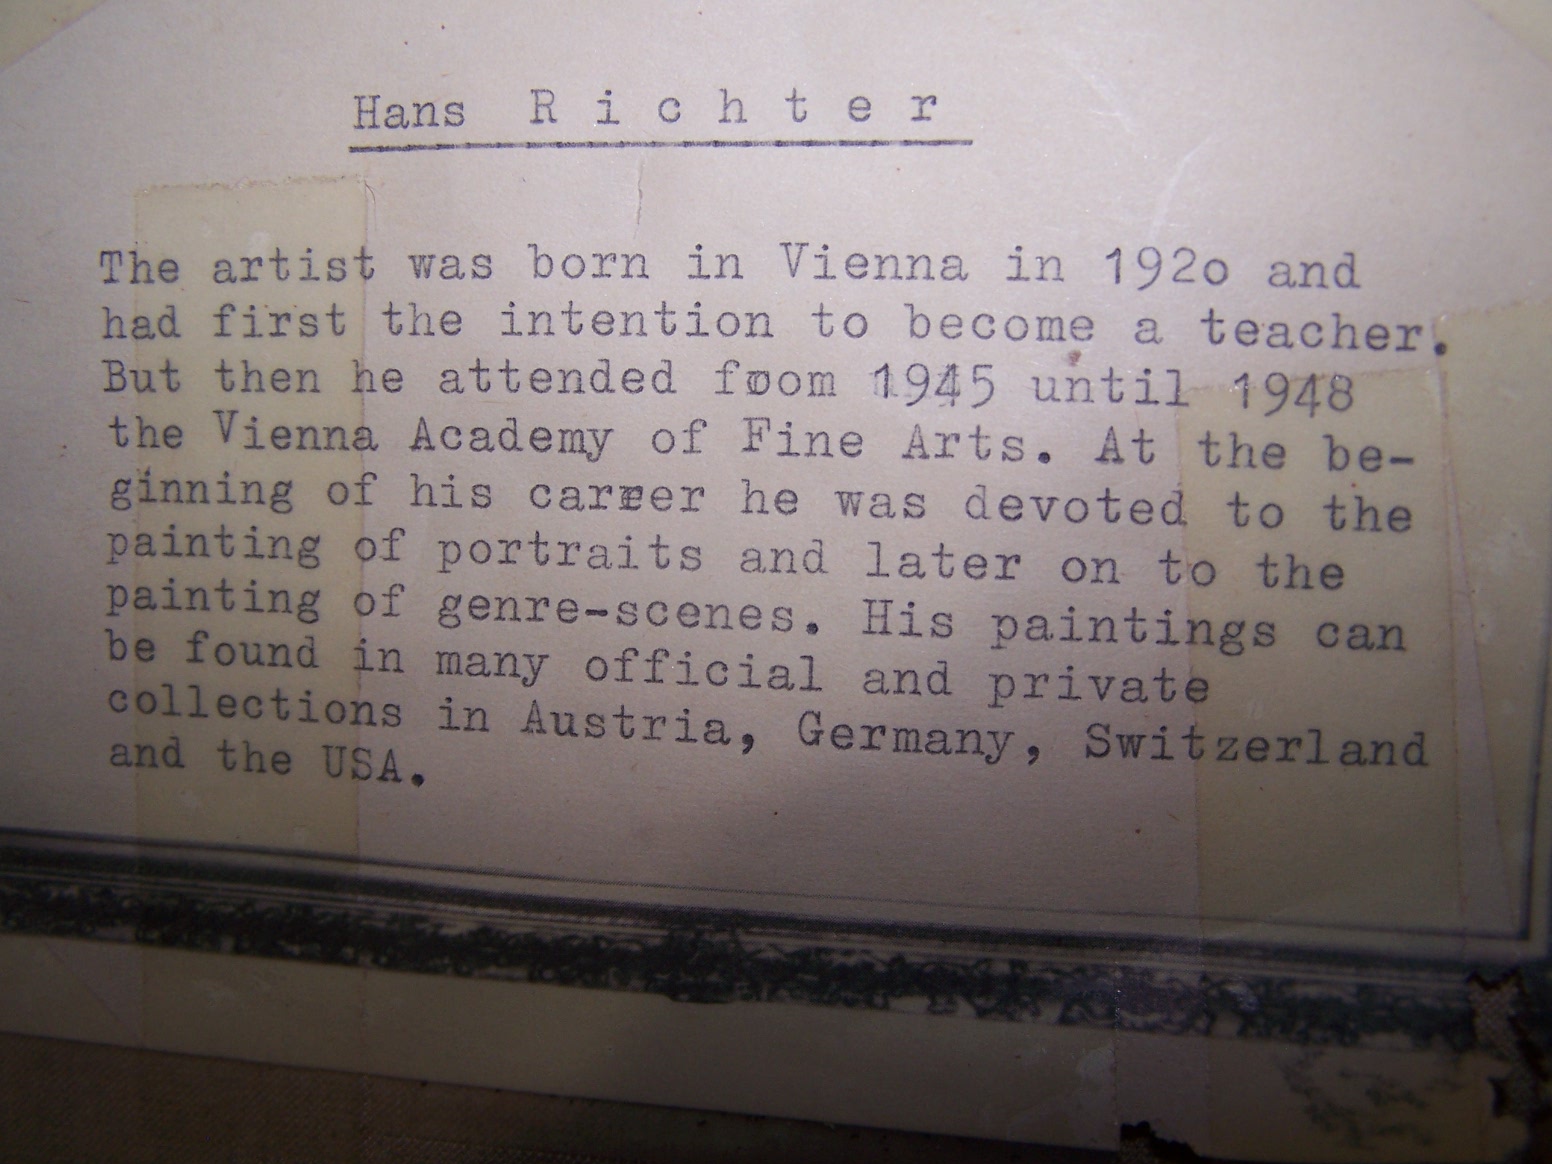 Hans R i c h t e r
The artist was born in Vienna in 192o and
had first the intention to become a teacher.
But then he attended from 1945 until 1948
the Vienna Academy of Fine Arts. At the be-
ginning of his career he was devoted to the
painting of portraits and later on to the
painting of genre-scenes. His paintings can
be found in many official and private
collections in Austria, Germany, Switzerland
and the USA.